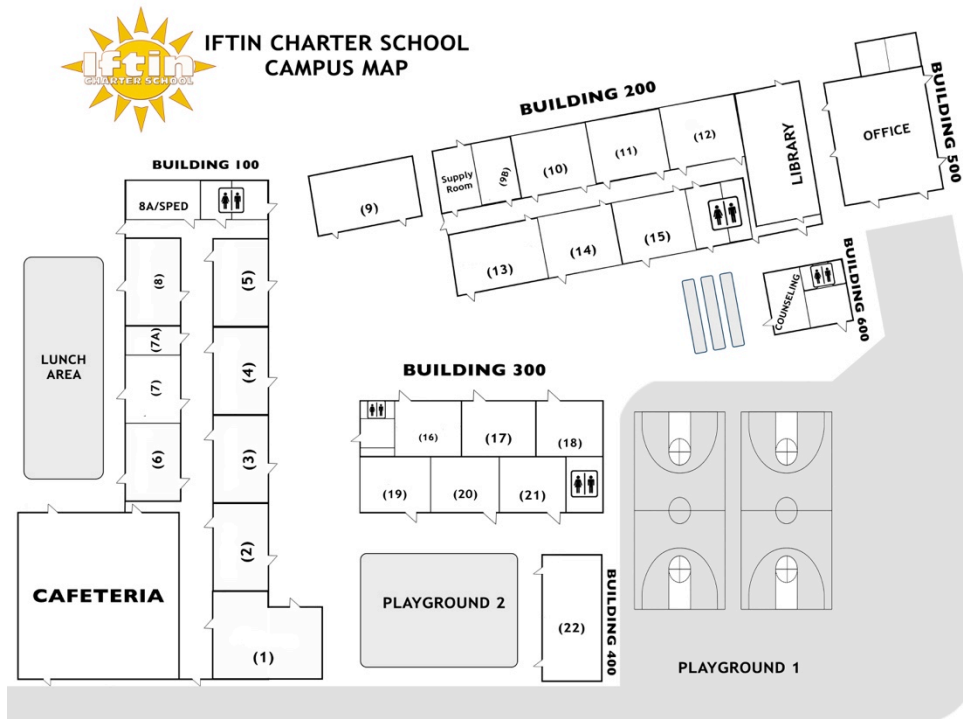 Iftin
CHARTER SCHOOL
IFTIN CHARTER SCHOOL
CAMPUS MAP
BUILDING 100
8A/SPED
(8)
(7A)
(7)
(6)
(5)
(4)
(3)
(2)
(1)
LUNCH
AREA
CAFETERIA
BUILDING 200
(9)
Supply
Room
(9B)
(10)
(11)
(12)
LIBRARY
(13)
(14)
(15)
OFFICE
BUILDING 500
COUNSELING
BUILDING 600
BUILDING 300
(16)
(17)
(18)
(19)
(20)
(21)
PLAYGROUND 2
(22)
BUILDING 400
PLAYGROUND 1